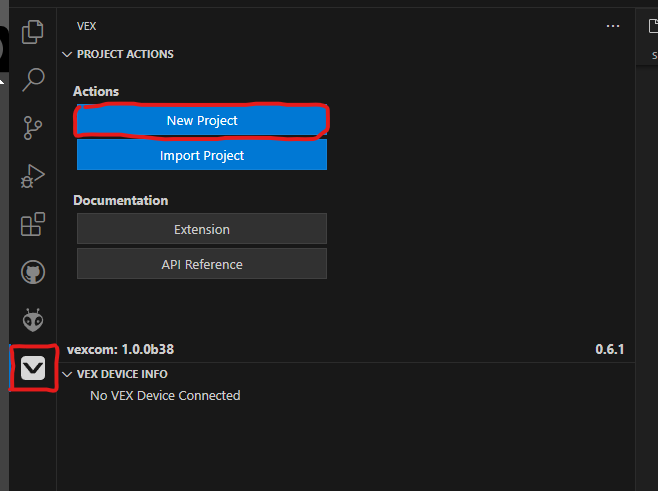 VEX
PROJECT ACTIONS
Actions
New Project
Import Project
Documentation
Extension
API Reference
vexcom: 1.0.0b38 0.6.1
VEX DEVICE INFO
No VEX Device Connected